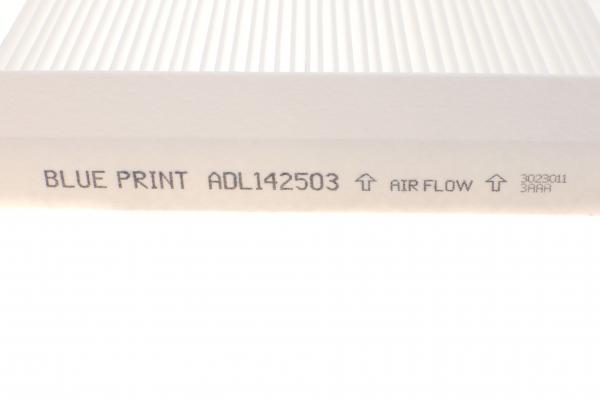 BLUE PRINT ADL142503 ⇧ AIR FLOW ⇧ 3023011
3AAA